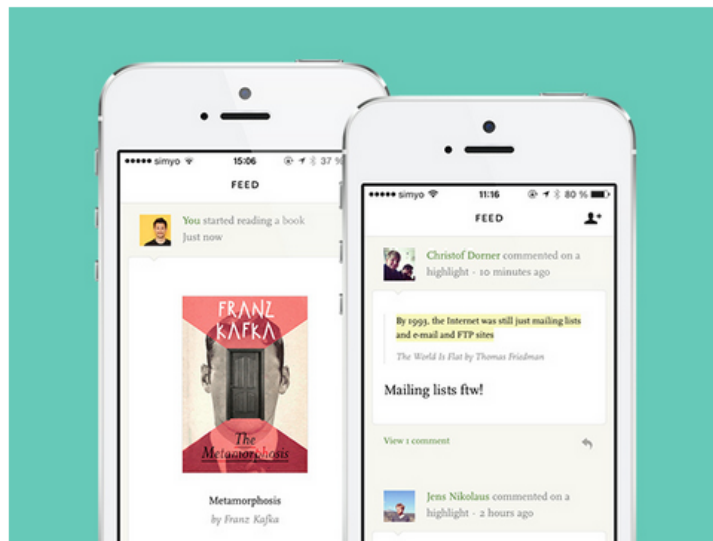 simyo
15:06
37 %
FEED
You started reading a book
Just now
FRANZ
KAFKA
The
Metamorphosis
Metamorphosis
by Franz Kafka
simyo
11:16
80 %
FEED
Christof Dorner commented on a
highlight - 10 minutes ago
By 1993, the Internet was still just mailing lists
and e-mail and FTP sites
The World Is Flat by Thomas Friedman
Mailing lists ftw!
View 1 comment
Jens Nikolaus commented on a
highlight - 2 hours ago